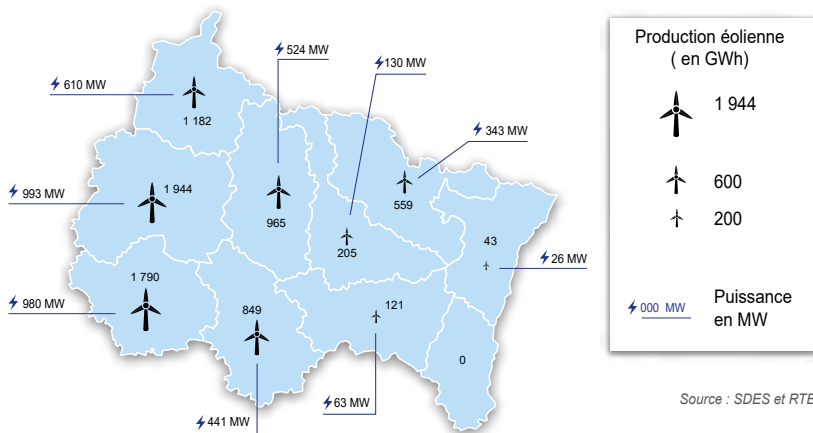 524 MW
130 MW
610 MW
1 182
343 MW
993 MW
1 944
965
559
205
43
26 MW
1 790
980 MW
849
121
0
63 MW
441 MW
Production éolienne
( en GWh)
1 944
600
200
000 MW
Puissance
en MW
Source : SDES et RTE